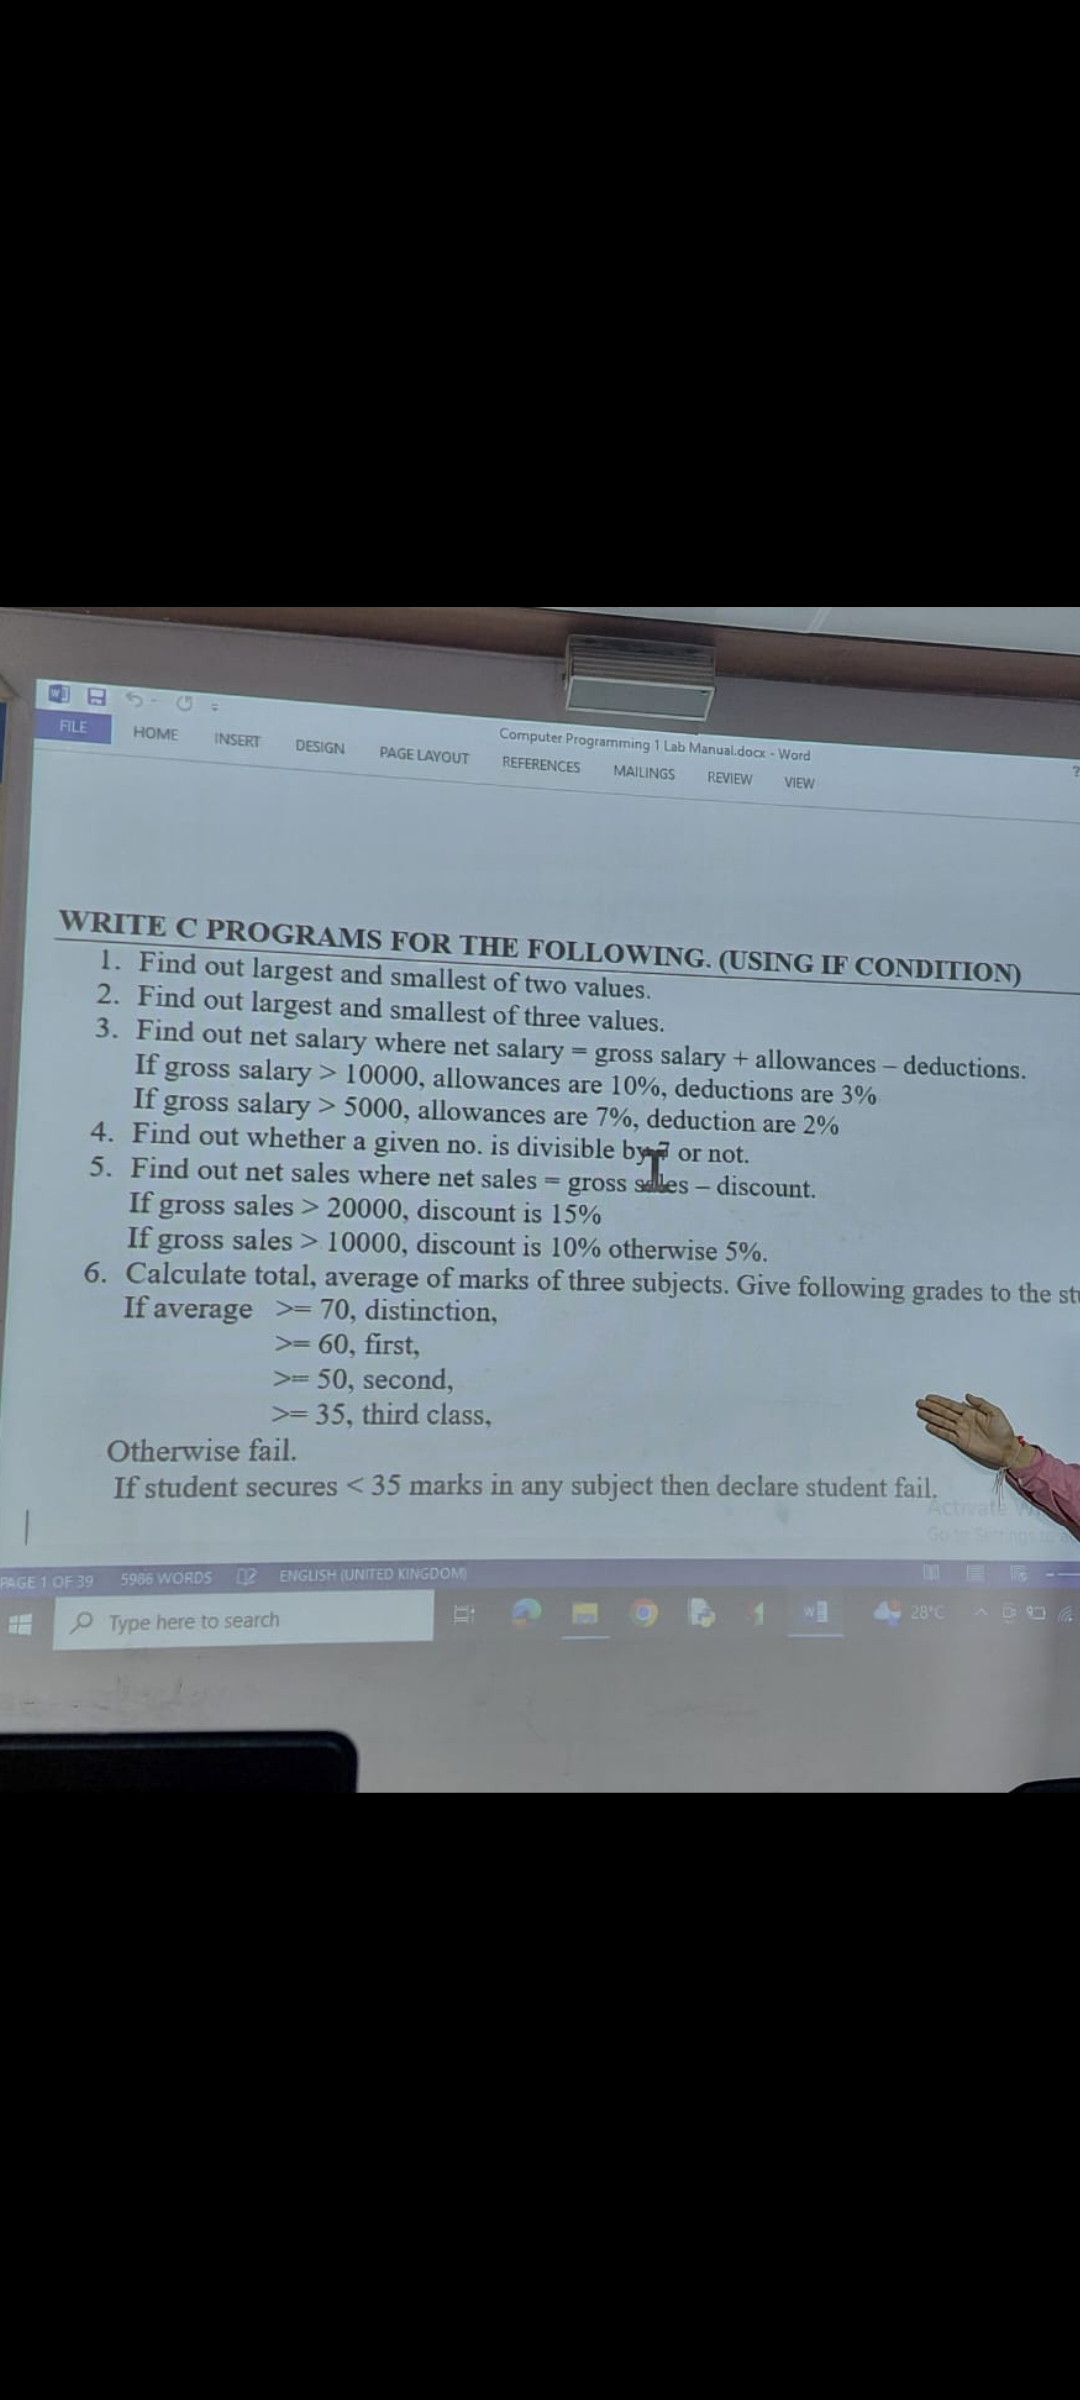 Computer Programming 1 Lab Manual.docx - Word
?
FILE HOME INSERT DESIGN PAGE LAYOUT REFERENCES MAILINGS REVIEW VIEW
WRITE C PROGRAMS FOR THE FOLLOWING. (USING IF CONDITION)
1. Find out largest and smallest of two values.
2. Find out largest and smallest of three values.
3. Find out net salary where net salary = gross salary + allowances – deductions.
If gross salary > 10000, allowances are 10%, deductions are 3%
If gross salary > 5000, allowances are 7%, deduction are 2%
4. Find out whether a given no. is divisible by 7 or not.
5. Find out net sales where net sales = gross sales – discount.
If gross sales > 20000, discount is 15%
If gross sales > 10000, discount is 10% otherwise 5%.
6. Calculate total, average of marks of three subjects. Give following grades to the
If average >= 70, distinction,
>= 60, first,
>= 50, second,
>= 35, third class,
Otherwise fail.
If student secures < 35 marks in any subject then declare student fail.
Activate
Go to Settings to
PAGE 1 OF 39 5986 WORDS ENGLISH (UNITED KINGDOM)
Type here to search
28°C